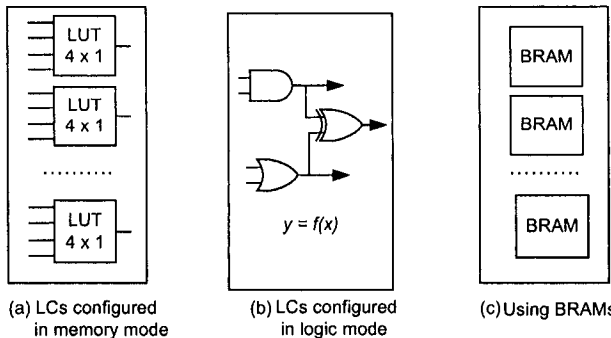 LUT
4 x 1
LUT
4 x 1
............
LUT
4 x 1
(a) LCs configured
in memory mode
y = f(x)
(b) LCs configured
in logic mode
BRAM
BRAM
............
BRAM
(c) Using BRAMs